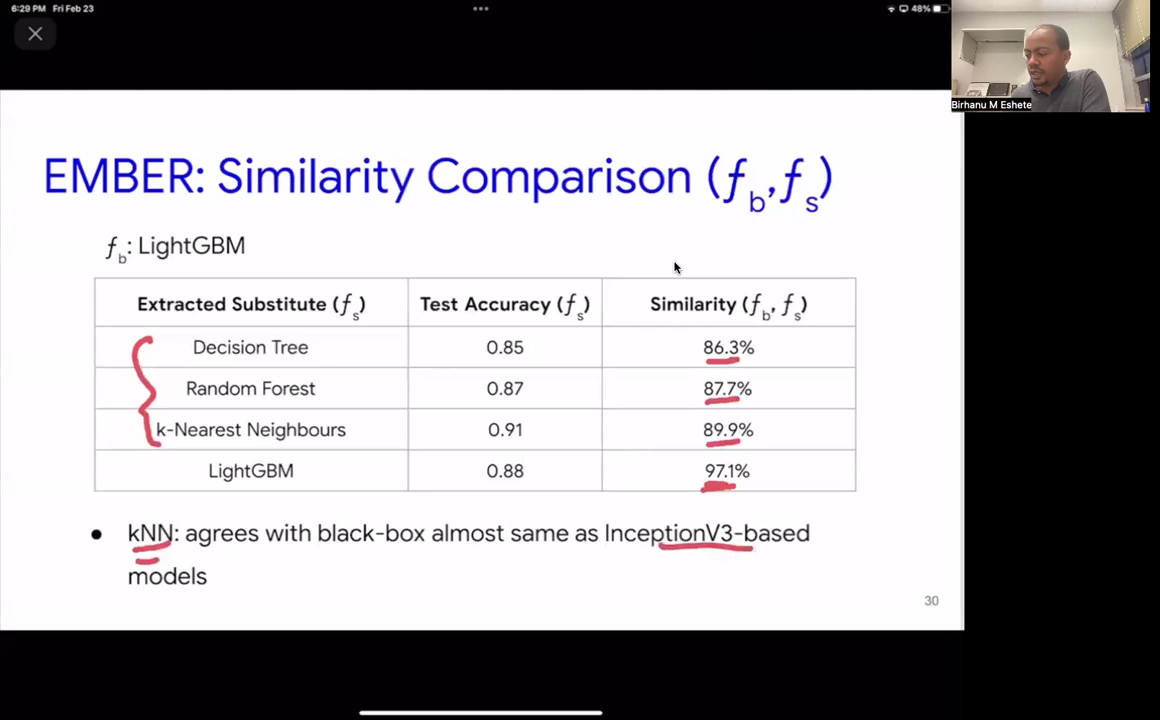 6:29 PM Fri Feb 23
48%
Birhanu M Eshete
EMBER: Similarity Comparison (fb,fs)
fb: LightGBM
Extracted Substitute (fs) Test Accuracy (fs) Similarity (fb, fs)
Decision Tree 0.85 86.3%
Random Forest 0.87 87.7%
k-Nearest Neighbours 0.91 89.9%
LightGBM 0.88 97.1%
● kNN: agrees with black-box almost same as InceptionV3-based
models
30